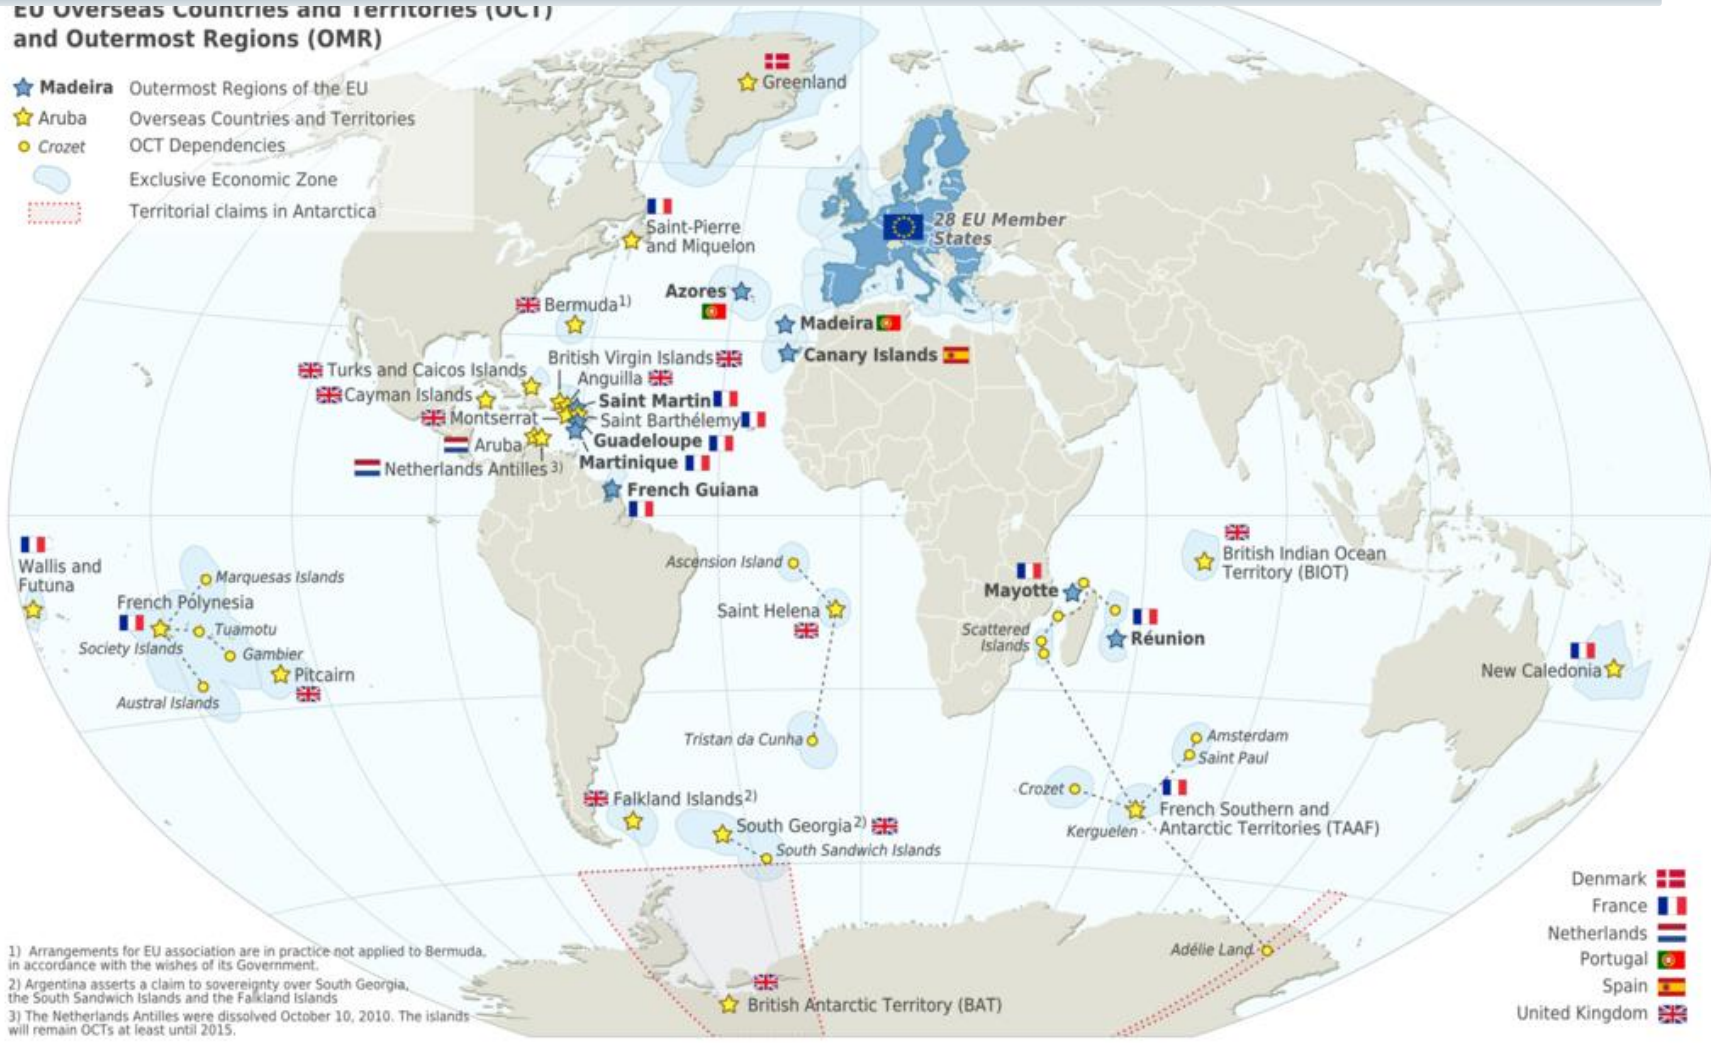 EU Overseas Countries and Territories (OCT)
and Outermost Regions (OMR)
Madeira Outermost Regions of the EU
Aruba Overseas Countries and Territories
Crozet OCT Dependencies
Exclusive Economic Zone
Territorial claims in Antarctica
Greenland
28 EU Member
States
Saint-Pierre
and Miquelon
Azores
Bermuda1)
Madeira
Canary Islands
British Virgin Islands
Turks and Caicos Islands
Anguilla
Cayman Islands
Saint Martin
Montserrat
Saint Barthélemy
Aruba
Guadeloupe
Netherlands Antilles3)
Martinique
French Guiana
Wallis and
Futuna
Marquesas Islands
French Polynesia
Tuamotu
Society Islands
Gambier
Pitcairn
Austral Islands
Ascension Island
Saint Helena
Tristan da Cunha
British Indian Ocean
Territory (BIOT)
Mayotte
Scattered
Islands
Réunion
New Caledonia
Amsterdam
Saint Paul
Crozet
French Southern and
Antarctic Territories (TAAF)
Kerguelen
Falkland Islands2)
South Georgia2)
South Sandwich Islands
Adélie Land
British Antarctic Territory (BAT)
Denmark
France
Netherlands
Portugal
Spain
United Kingdom
1) Arrangements for EU association are in practice not applied to Bermuda,
in accordance with the wishes of its Government.
2) Argentina asserts a claim to sovereignty over South Georgia,
the South Sandwich Islands and the Falkland Islands
3) The Netherlands Antilles were dissolved October 10, 2010. The islands
will remain OCTs at least until 2015.